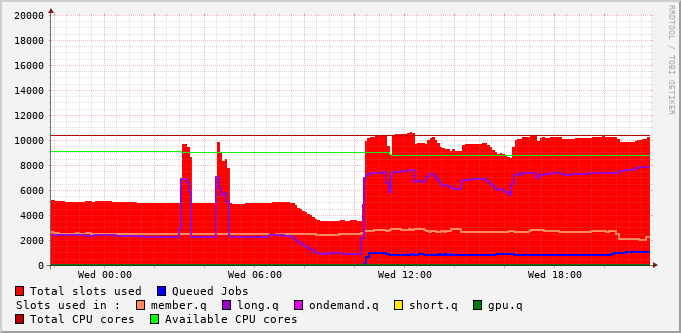 20000
18000
16000
14000
12000
10000
8000
6000
4000
2000
0
Wed 00:00 Wed 06:00 Wed 12:00 Wed 18:00
Total slots used Queued Jobs
Slots used in : member.q long.q ondemand.q short.q gpu.q
Total CPU cores Available CPU cores
RRDTOOL / TOBI OETIKER